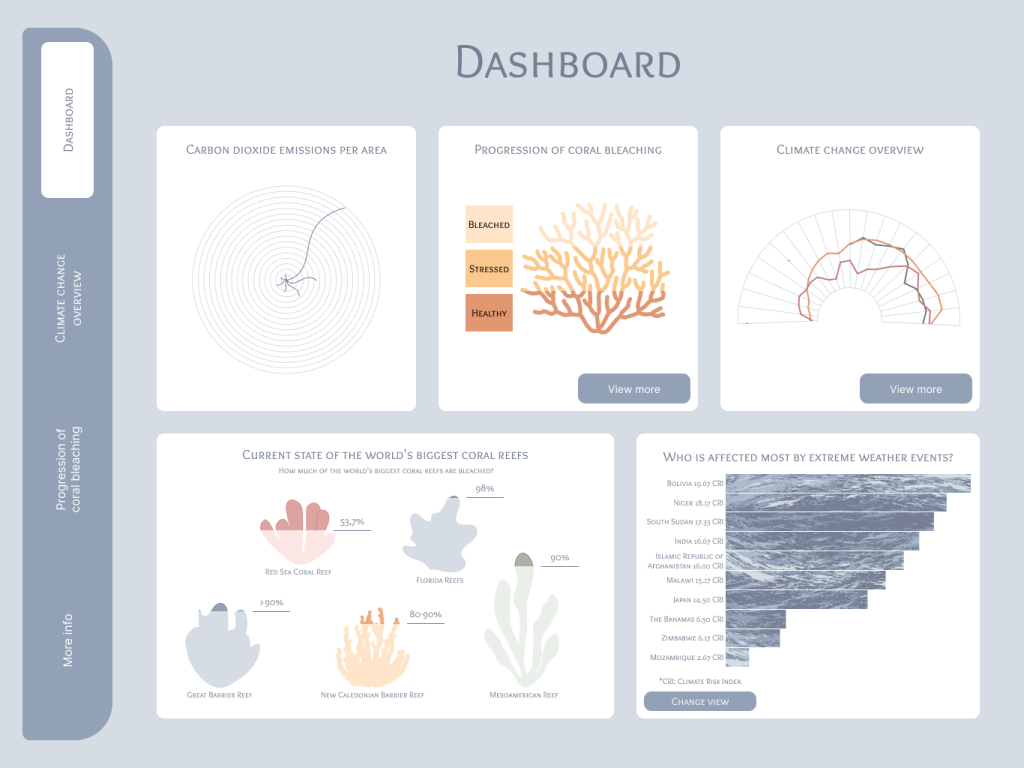 Dashboard
Dashboard
Climate change
overview
Progression of
coral bleaching
More info
Carbon dioxide emissions per area
Progression of coral bleaching
Bleached
Stressed
Healthy
View more
Climate change overview
View more
Current state of the world's biggest coral reefs
How much of the world's biggest coral reefs are bleached?
53,7%
Red Sea Coral Reef
98%
Florida Reefs
90%
Mesoamerican Reef
>90%
Great Barrier Reef
80-90%
New Caledonian Barrier Reef
Who is affected most by extreme weather events?
Bolivia 19.67 CRI
Niger 18.17 CRI
South Sudan 17.33 CRI
India 16.67 CRI
Islamic Republic of
Afghanistan 16,00 CRI
Malawi 15.17 CRI
Japan 14.50 CRI
The Bahamas 6.50 CRI
Zimbabwe 6.17 CRI
Mozambique 2.67 CRI
*CRI: Climate Risk Index
Change view